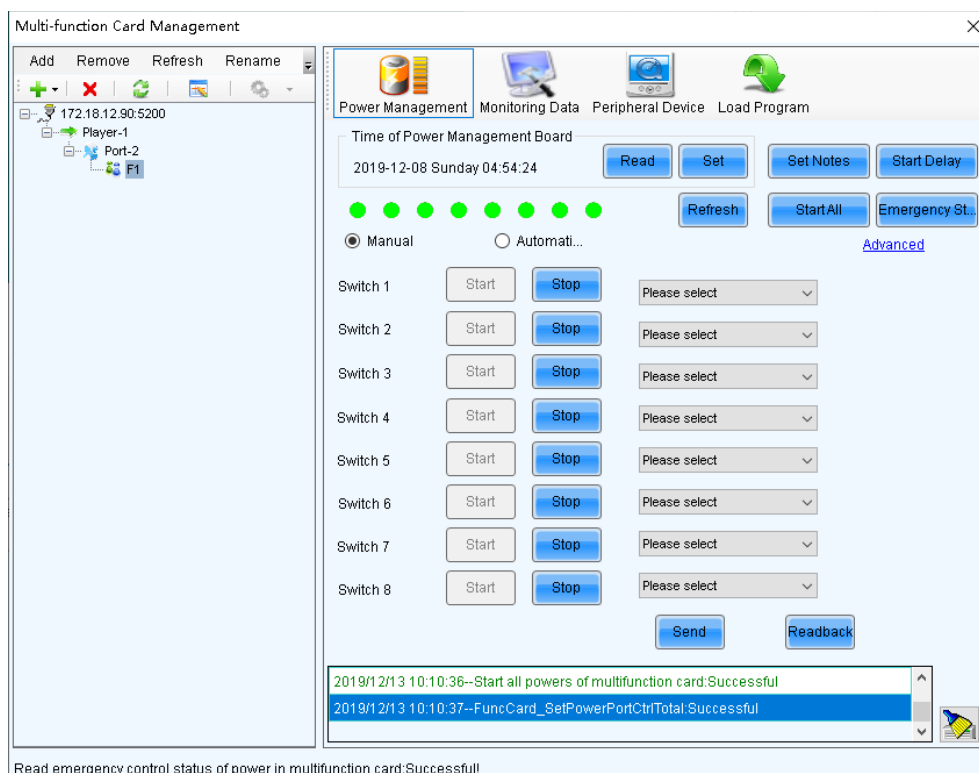 Multi-function Card Management
Add Remove Refresh Rename
172.18.12.90:5200
Player-1
Port-2
F1
Power Management Monitoring Data Peripheral Device Load Program
Time of Power Management Board
2019-12-08 Sunday 04:54:24 Read Set Set Notes Start Delay
Refresh Start All Emergency St...
Manual Automati... Advanced
Switch 1 Start Stop Please select
Switch 2 Start Stop Please select
Switch 3 Start Stop Please select
Switch 4 Start Stop Please select
Switch 5 Start Stop Please select
Switch 6 Start Stop Please select
Switch 7 Start Stop Please select
Switch 8 Start Stop Please select
Send Readback
2019/12/13 10:10:36--Start all powers of multifunction card:Successful
2019/12/13 10:10:37--FuncCard_SetPowerPortCtrlTotal:Successful
Read emergency control status of power in multifunction card:Successful!